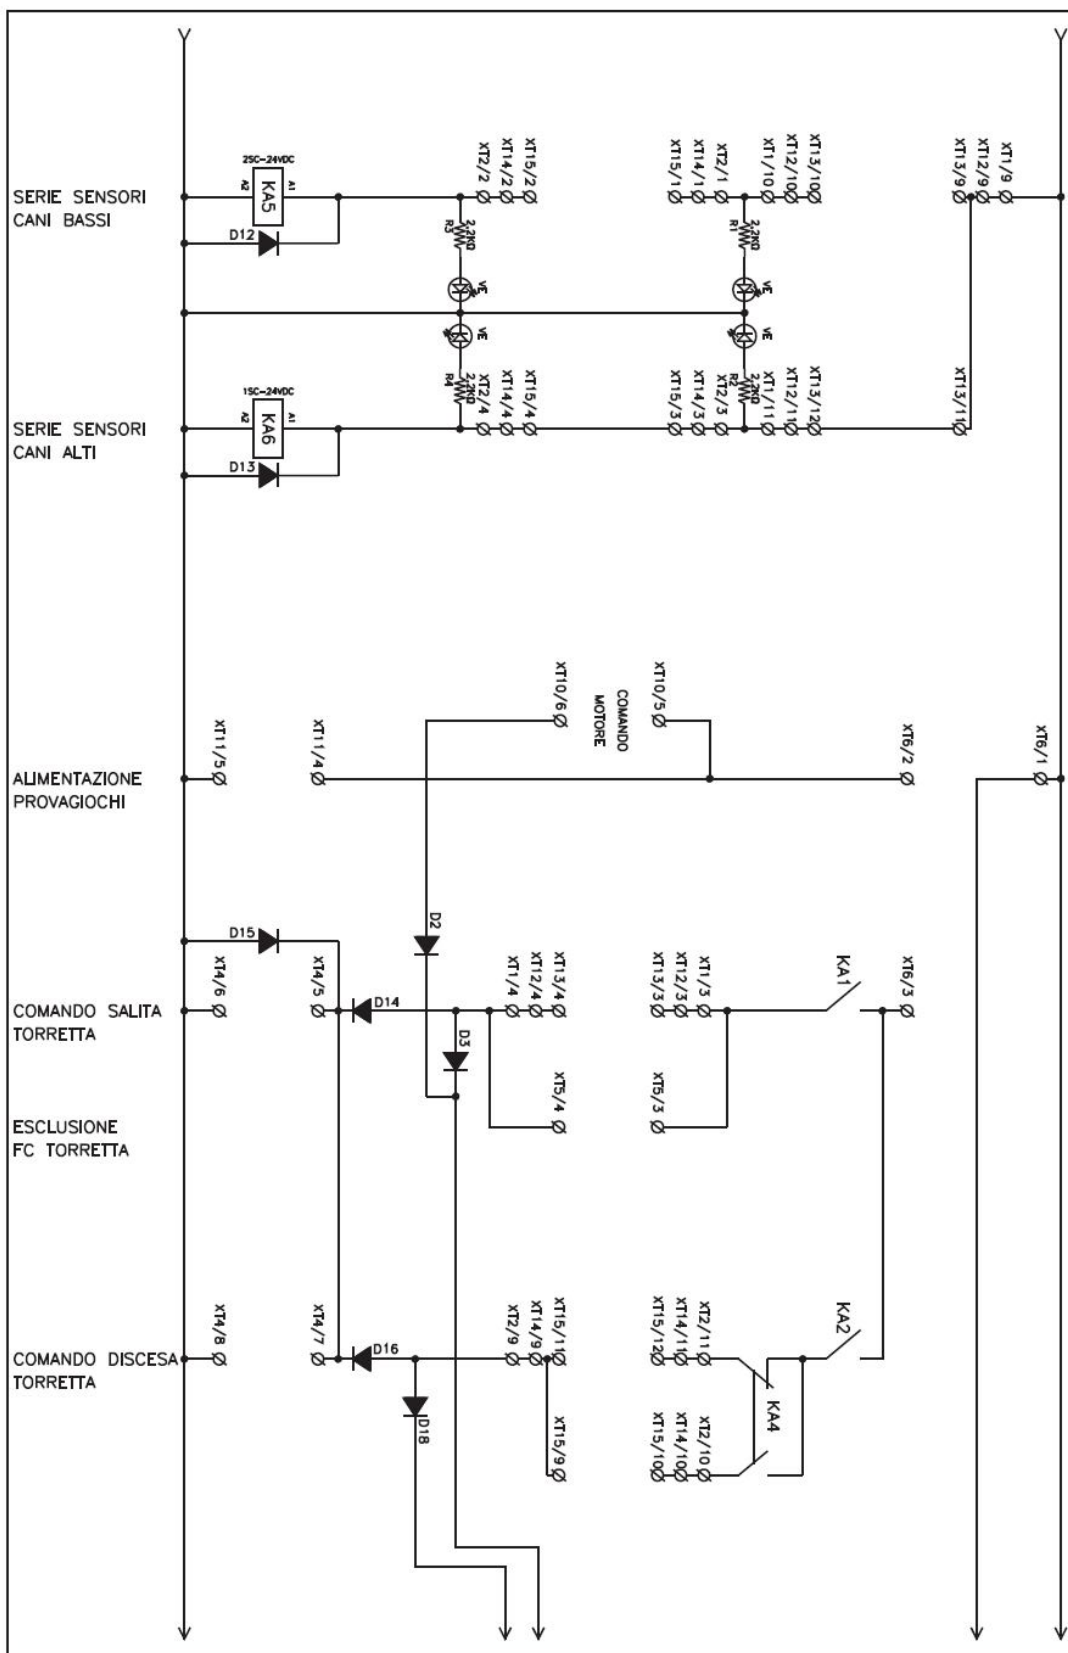 2SC-24VDC
A2
KA5
A1
D12
SERIE SENSORI
CANI BASSI
XT2/2
XT14/2
XT15/2
XT15/1
XT14/1
XT2/1
XT1/10
XT12/10
XT13/10
XT13/9
XT12/9
XT1/9
R3
2,2KΩ
R1
2,2KΩ
VE
VE
VE
VE
1SC-24VDC
A2
KA6
A1
D13
SERIE SENSORI
CANI ALTI
R4
2,2KΩ
XT2/4
XT14/4
XT15/4
XT15/3
XT14/3
XT2/3
R2
2,2KΩ
XT1/11
XT12/11
XT13/12
XT13/11
XT10/6
COMANDO
MOTORE
XT10/5
XT11/5
XT11/4
XT6/2
XT6/1
ALIMENTAZIONE
PROVAGIOCHI
D15
D2
XT4/6
XT4/5
D14
XT1/4
XT12/4
XT13/4
XT13/3
XT12/3
XT1/3
KA1
XT6/3
COMANDO SALITA
TORRETTA
D3
XT5/4
XT5/3
ESCLUSIONE
FC TORRETTA
XT4/8
XT4/7
D16
XT2/9
XT14/9
XT15/11
XT15/12
XT14/11
XT2/11
KA2
COMANDO DISCESA
TORRETTA
D18
KA4
XT15/9
XT15/10
XT14/10
XT2/10